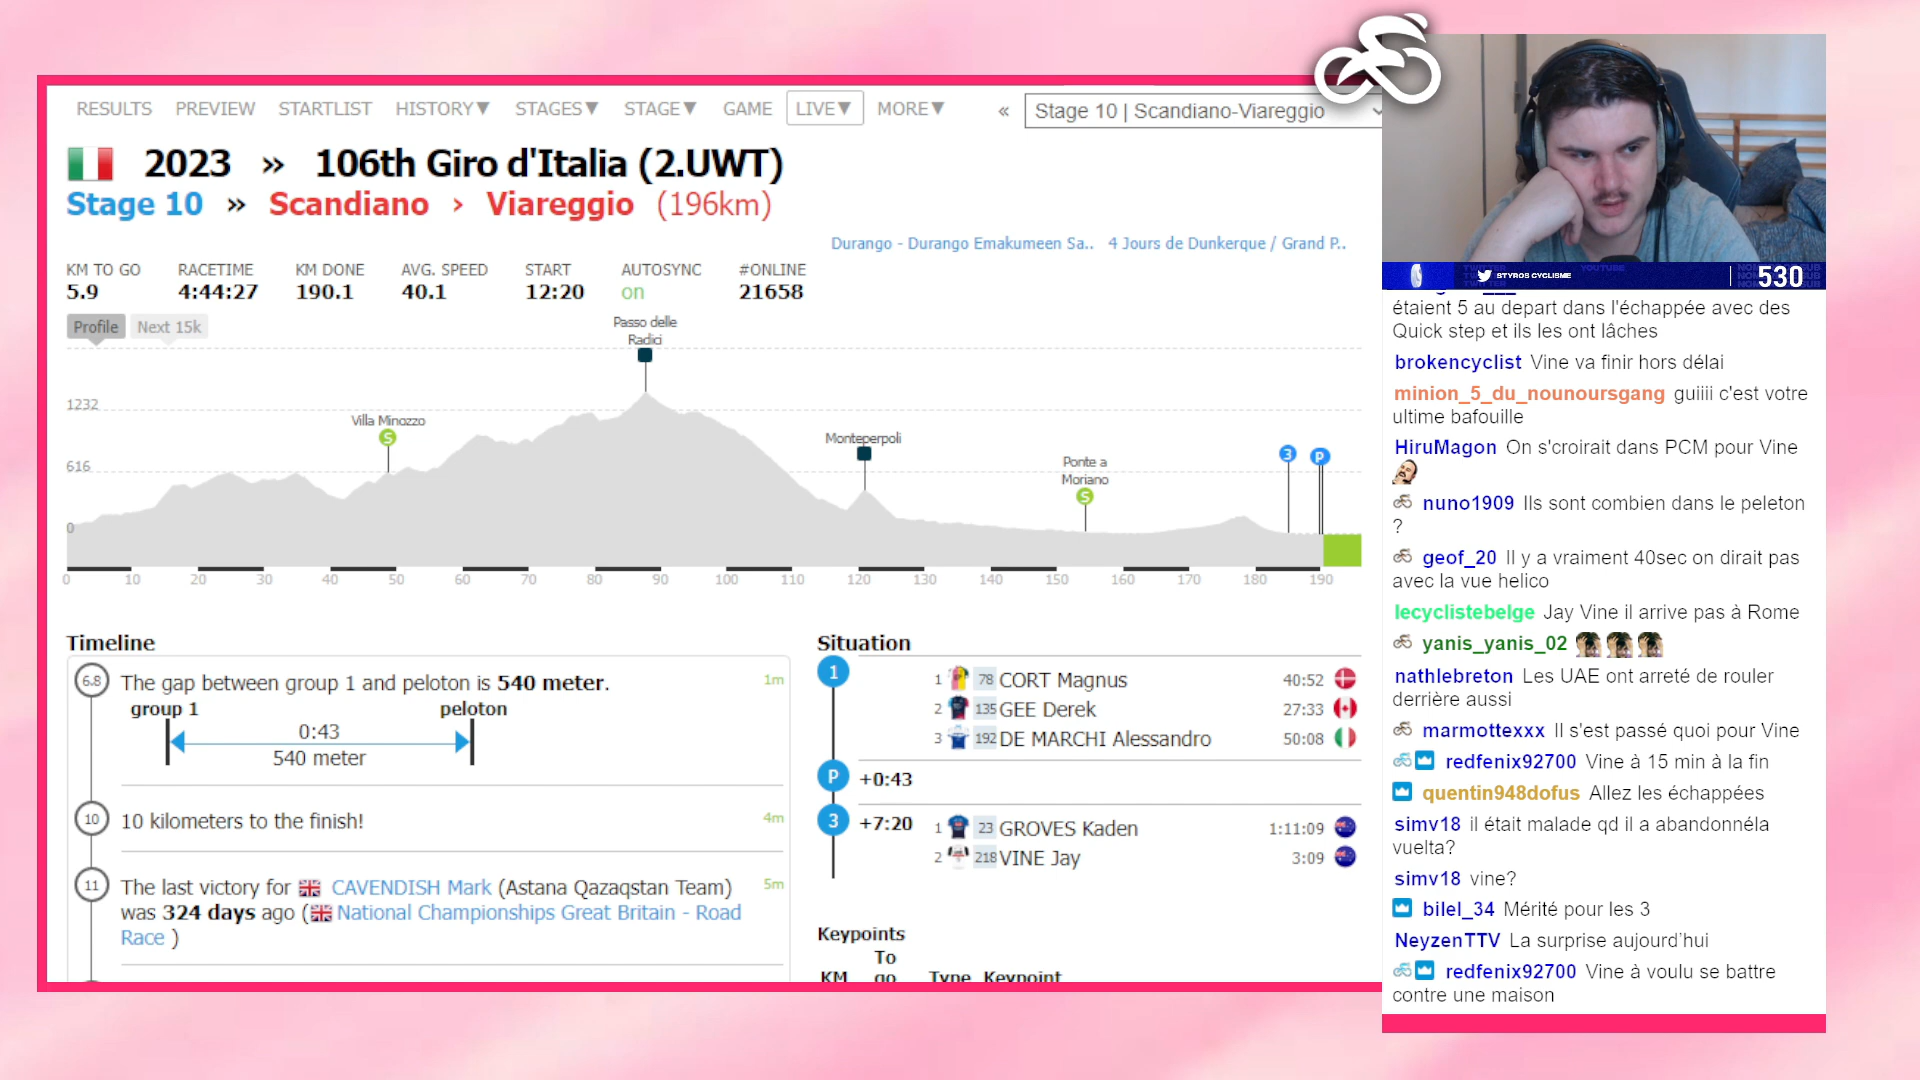 RESULTS PREVIEW STARTLIST HISTORY▼ STAGES▼ STAGE▼ GAME LIVE▼ MORE▼ « Stage 10 | Scandiano-Viareggio
2023 » 106th Giro d'Italia (2.UWT)
Stage 10 » Scandiano › Viareggio (196km)
Durango - Durango Emakumeen Sa.. 4 Jours de Dunkerque / Grand P..
KM TO GO RACETIME KM DONE AVG. SPEED START AUTOSYNC #ONLINE
5.9 4:44:27 190.1 40.1 12:20 on 21658
Profile Next 15k
Passo delle
Radici
1232
Villa Minozzo
S
Monteperpoli
616
Ponte a
Moriano
S
3 P
0
0 10 20 30 40 50 60 70 80 90 100 110 120 130 140 150 160 170 180 190
Timeline
6.8 The gap between group 1 and peloton is 540 meter. 1m
group 1 peloton
0:43
540 meter
10 10 kilometers to the finish! 4m
11 The last victory for CAVENDISH Mark (Astana Qazaqstan Team) 5m
was 324 days ago (National Championships Great Britain - Road
Race )
Situation
1 1 78 CORT Magnus 40:52
2 135 GEE Derek 27:33
3 192 DE MARCHI Alessandro 50:08
P +0:43
3 +7:20 1 23 GROVES Kaden 1:11:09
2 218 VINE Jay 3:09
Keypoints
To
KM go Type Keypoint
STYROS CYCLISME
YOUTUBE
530
étaient 5 au depart dans l'échappée avec des
Quick step et ils les ont lâches
brokencyclist Vine va finir hors délai
minion_5_du_nounoursgang guiiii c'est votre
ultime bafouille
HiruMagon On s'croirait dans PCM pour Vine
nuno1909 Ils sont combien dans le peleton
?
geof_20 Il y a vraiment 40sec on dirait pas
avec la vue helico
lecyclistebelge Jay Vine il arrive pas à Rome
yanis_yanis_02
nathlebreton Les UAE ont arreté de rouler
derrière aussi
marmottexxx Il s'est passé quoi pour Vine
redfenix92700 Vine à 15 min à la fin
quentin948dofus Allez les échappées
simv18 il était malade qd il a abandonnéla
vuelta?
simv18 vine?
bilel_34 Mérité pour les 3
NeyzenTTV La surprise aujourd’hui
redfenix92700 Vine à voulu se battre
contre une maison